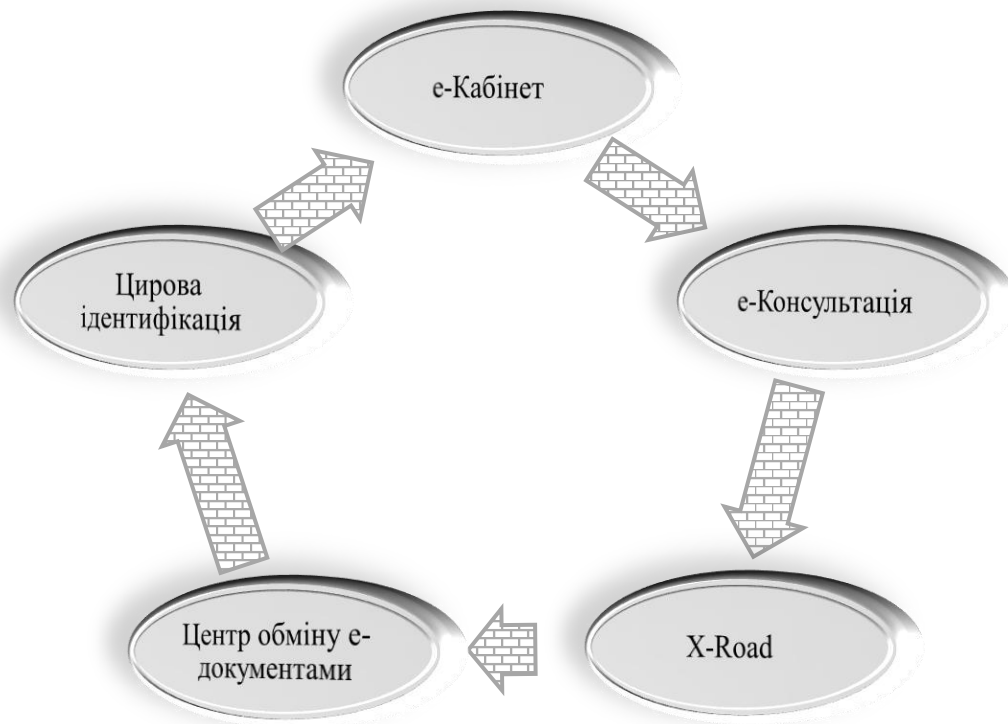 е-Кабінет
Цирова
ідентифікація
е-Консультація
Центр обміну е-
документами
X-Road